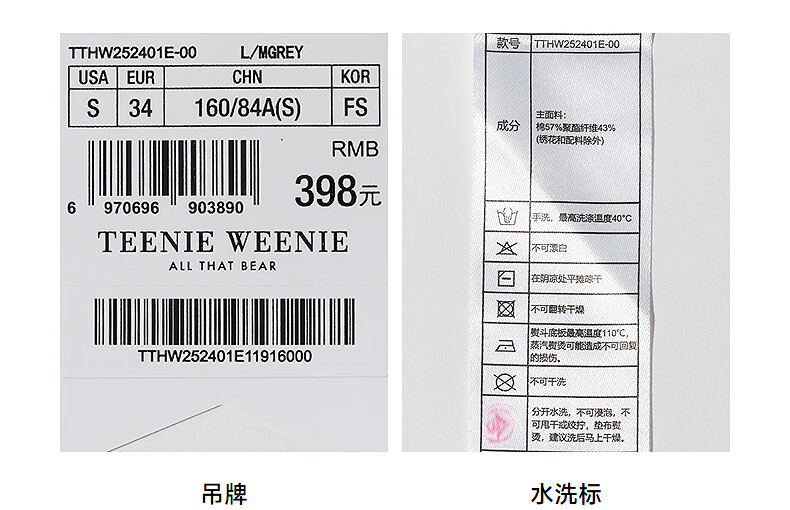 TTHW252401E-00 L/MGREY
USA EUR CHN KOR
S 34 160/84A(S) FS
RMB
398元
6 970696 903890
TEENIE WEENIE
ALL THAT BEAR
TTHW252401E11916000
吊牌
款号 TTHW252401E-00
成分
主面料:
棉57%聚酯纤维43%
(绣花和配料除外)
手洗,最高洗涤温度40°C
不可漂白
在阴凉处平摊晾干
不可翻转干燥
熨斗底板最高温度110℃,
蒸汽熨烫可能造成不可回复
的损伤。
不可干洗
分开水洗,不可浸泡,不
可甩干或绞拧,垫布熨
烫,建议洗后马上干燥。
水洗标